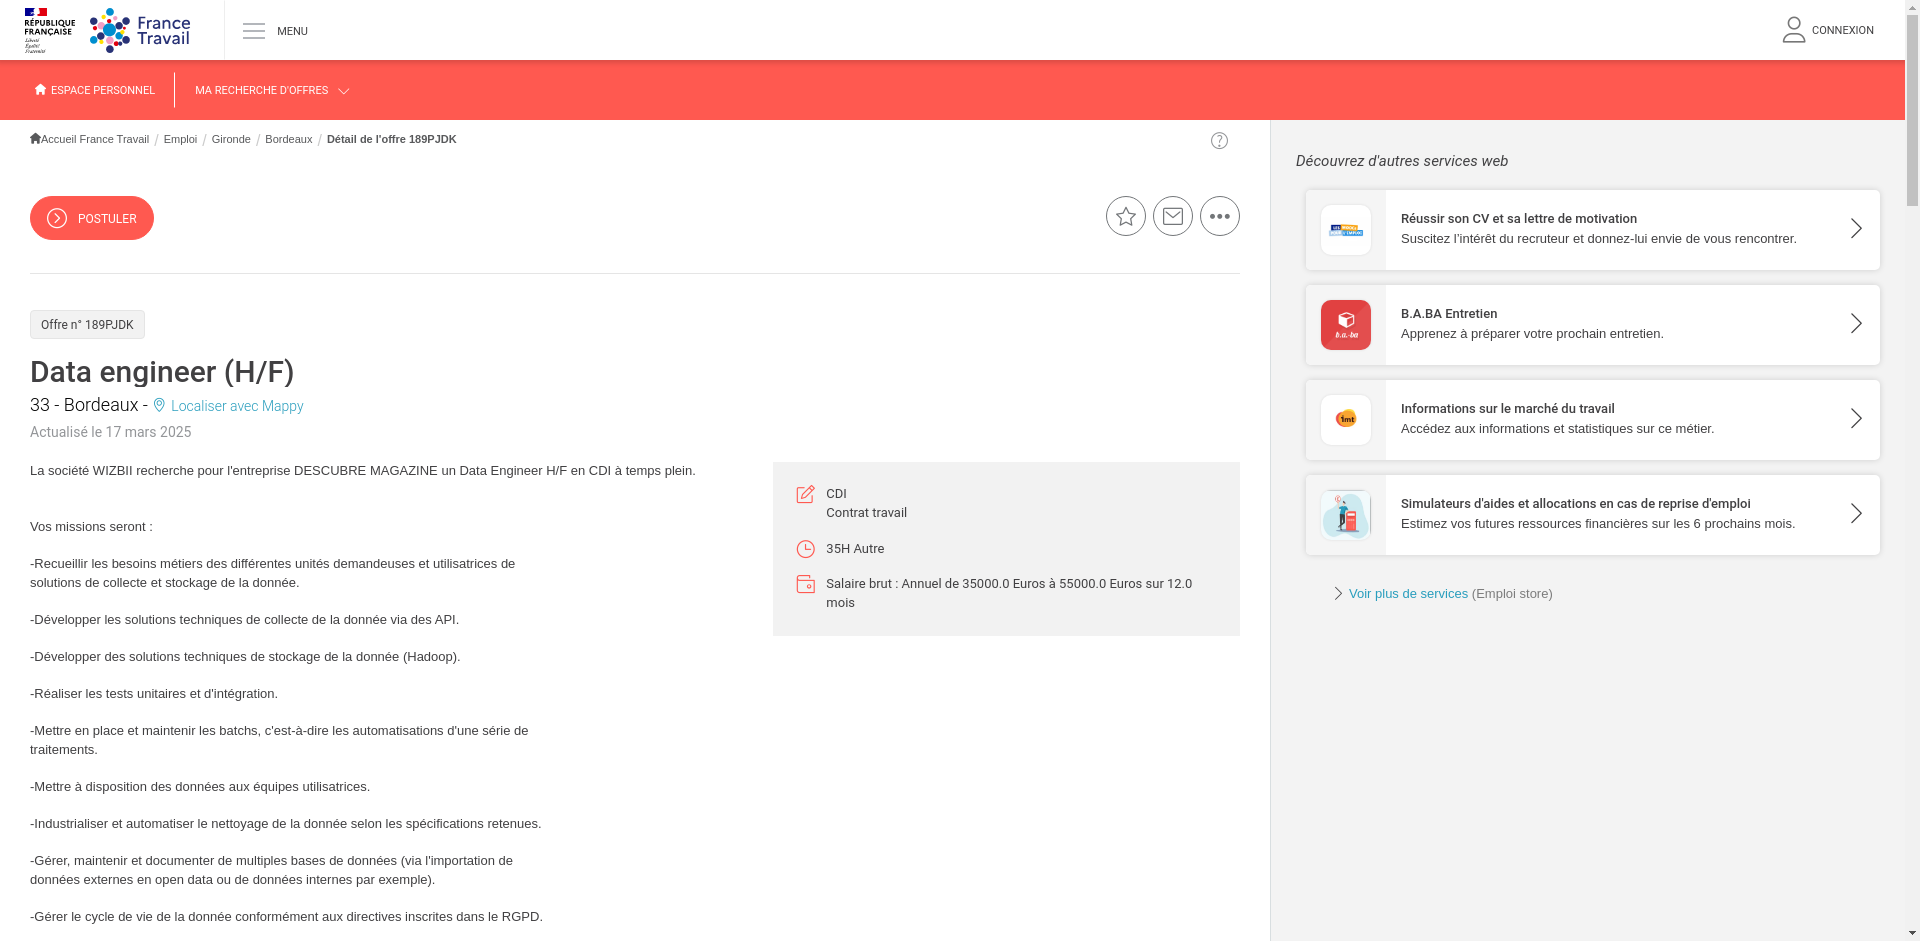 RÉPUBLIQUE
FRANÇAISE
Liberté
Égalité
Fraternité
France
Travail
MENU
CONNEXION
ESPACE PERSONNEL
MA RECHERCHE D'OFFRES
Accueil France Travail / Emploi / Gironde / Bordeaux / Détail de l'offre 189PJDK
POSTULER
Offre n° 189PJDK
Data engineer (H/F)
33 - Bordeaux - Localiser avec Mappy
Actualisé le 17 mars 2025
La société WIZBII recherche pour l'entreprise DESCUBRE MAGAZINE un Data Engineer H/F en CDI à temps plein.
Vos missions seront :
-Recueillir les besoins métiers des différentes unités demandeuses et utilisatrices de
solutions de collecte et stockage de la donnée.
-Développer les solutions techniques de collecte de la donnée via des API.
-Développer des solutions techniques de stockage de la donnée (Hadoop).
-Réaliser les tests unitaires et d'intégration.
-Mettre en place et maintenir les batchs, c'est-à-dire les automatisations d'une série de
traitements.
-Mettre à disposition des données aux équipes utilisatrices.
-Industrialiser et automatiser le nettoyage de la donnée selon les spécifications retenues.
-Gérer, maintenir et documenter de multiples bases de données (via l'importation de
données externes en open data ou de données internes par exemple).
-Gérer le cycle de vie de la donnée conformément aux directives inscrites dans le RGPD.
CDI
Contrat travail
35H Autre
Salaire brut : Annuel de 35000.0 Euros à 55000.0 Euros sur 12.0
mois
Découvrez d'autres services web
Réussir son CV et sa lettre de motivation
Suscitez l'intérêt du recruteur et donnez-lui envie de vous rencontrer.
b.a.-ba
B.A.BA Entretien
Apprenez à préparer votre prochain entretien.
1mt
Informations sur le marché du travail
Accédez aux informations et statistiques sur ce métier.
Simulateurs d'aides et allocations en cas de reprise d'emploi
Estimez vos futures ressources financières sur les 6 prochains mois.
Voir plus de services (Emploi store)